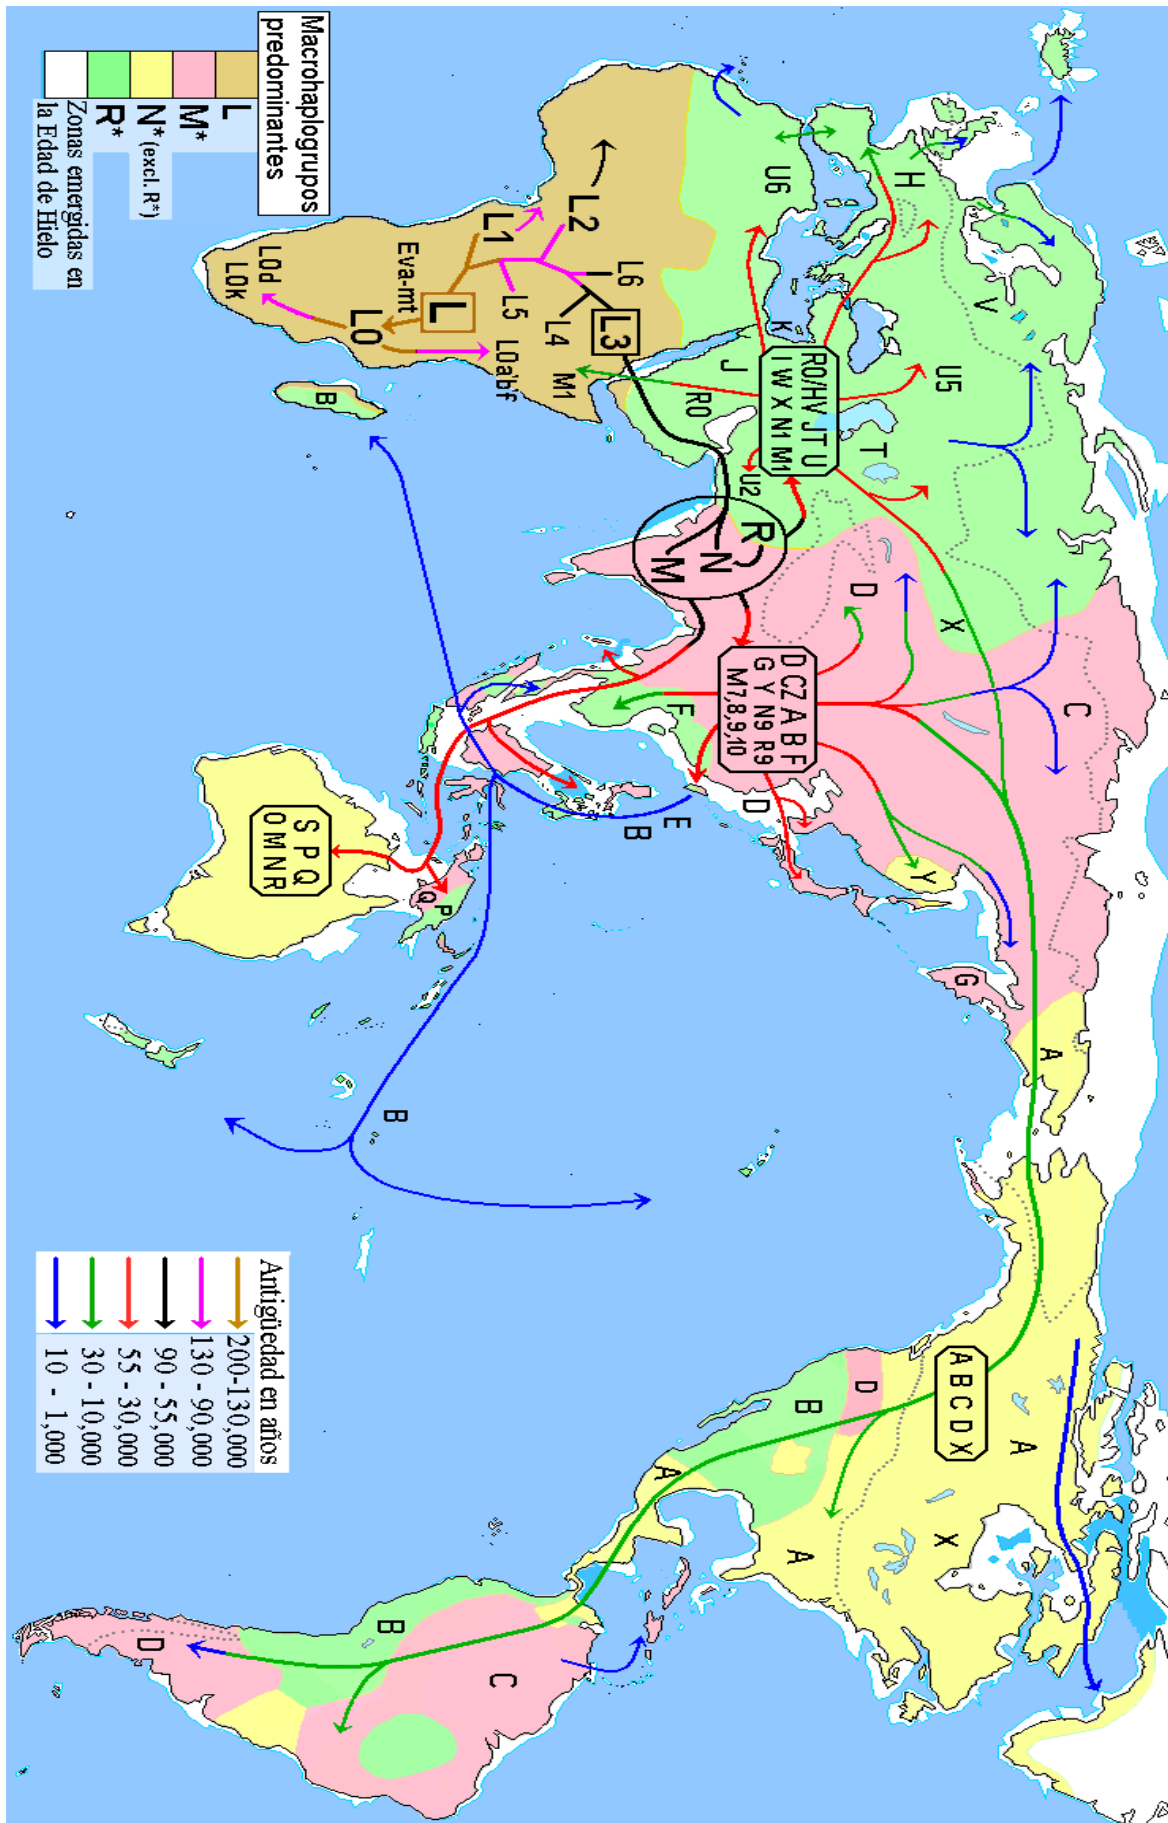 Macrohaplogrupos
predominantes
L
M*
N* (excl. R*)
R*
Zonas emergidas en
la Edad de Hielo
Antigüedad en años
200-130,000
130 - 90,000
90 - 55,000
55 - 30,000
30 - 10,000
10 - 1,000
H
V
U5
T
U6
K
J
R0
U2
R0/HV JT U
I W X N1 M1
L1
L2
L6
L5
L4
L3
Eva-mt
L
L0
L0d
L0k
L0abf
M1
B
R
N
M
X
D
C
D CZ A B F
G Y N9 R9
M7,8,9,10
F
D
E
B
Y
G
A
S P Q
O M N R
Q
P
B
A B C D X
A
X
A
D
B
A
B
C
D